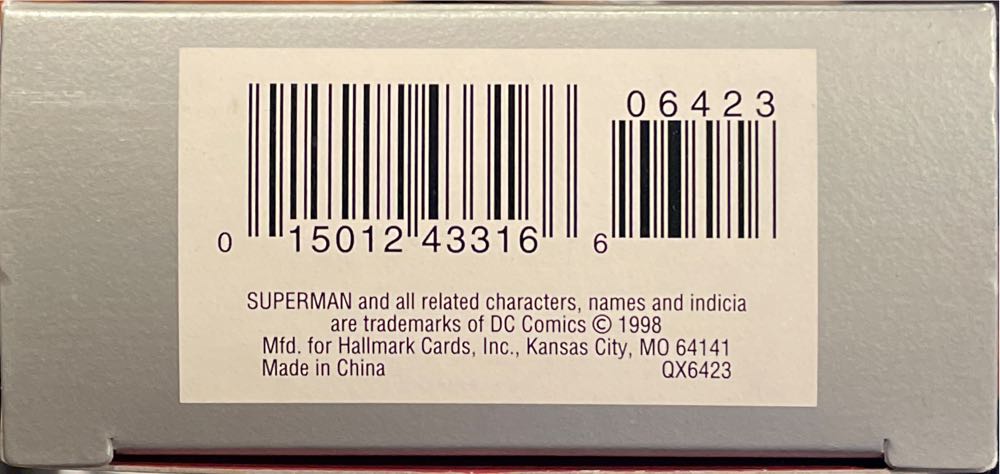 06423
0 15012 43316 6
SUPERMAN and all related characters, names and indicia
are trademarks of DC Comics © 1998
Mfd. for Hallmark Cards, Inc., Kansas City, MO 64141
Made in China QX6423